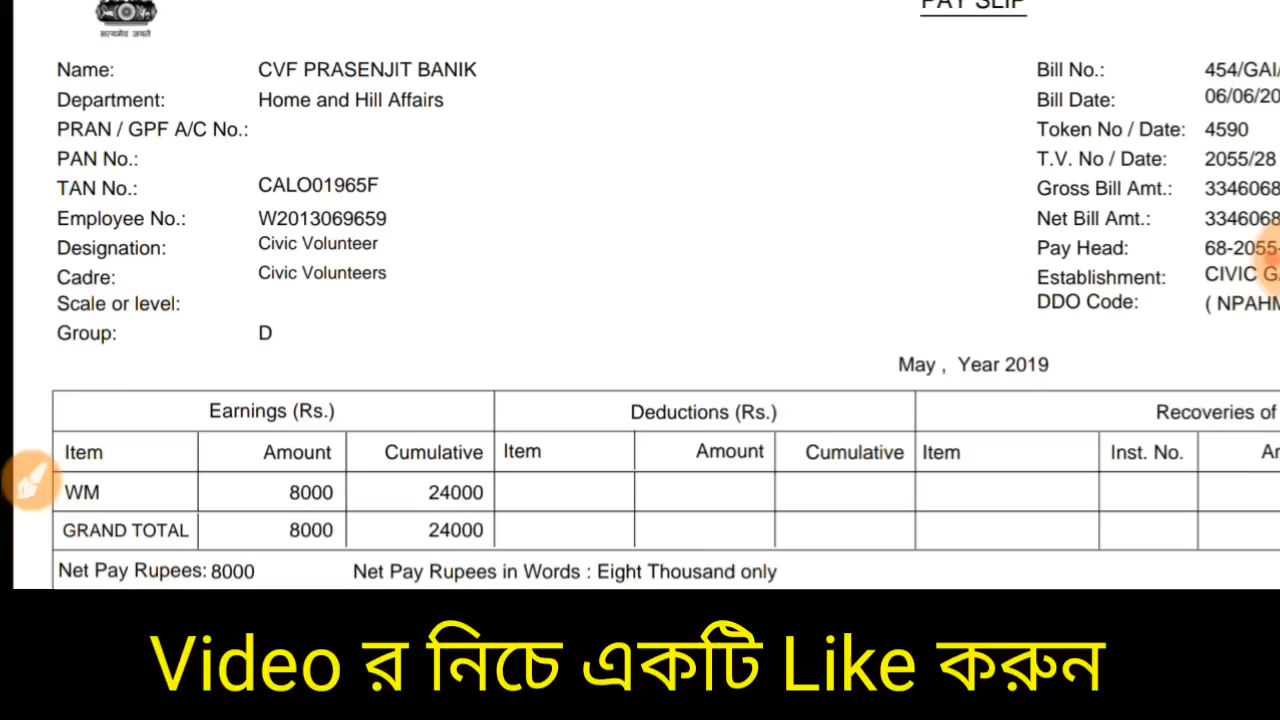 PAY SLIP
सत्यमेव जयते
Name: CVF PRASENJIT BANIK Bill No.: 454/GAI/
Department: Home and Hill Affairs Bill Date: 06/06/20
PRAN / GPF A/C No.: Token No / Date: 4590
PAN No.: T.V. No / Date: 2055/28
TAN No.: CALO01965F Gross Bill Amt.: 3346068
Employee No.: W2013069659 Net Bill Amt.: 3346068
Designation: Civic Volunteer Pay Head: 68-2055-
Cadre: Civic Volunteers Establishment: CIVIC G
Scale or level: DDO Code: ( NPAHM
Group: D
May , Year 2019
Earnings (Rs.) Deductions (Rs.) Recoveries of
Item Amount Cumulative Item Amount Cumulative Item Inst. No.
WM 8000 24000
GRAND TOTAL 8000 24000
Net Pay Rupees: 8000 Net Pay Rupees in Words : Eight Thousand only
Video র নিচে একটি Like করুন